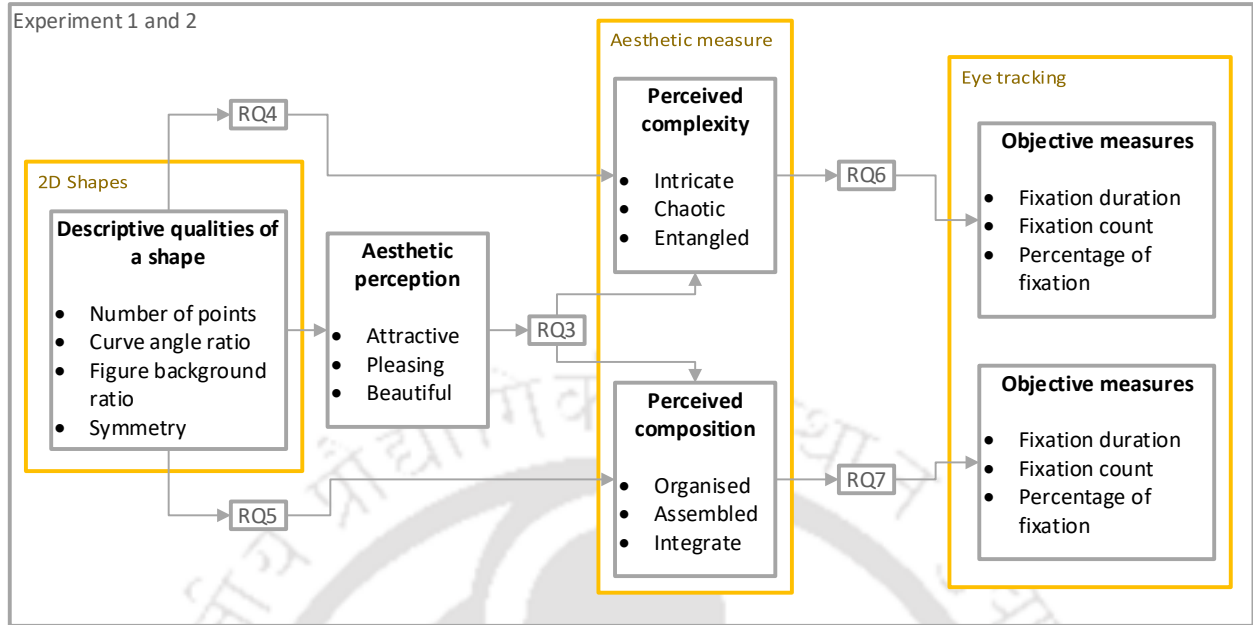 Experiment 1 and 2
Aesthetic measure
Eye tracking
RQ4
Perceived
complexity
• Intricate
• Chaotic
• Entangled
RQ6
Objective measures
• Fixation duration
• Fixation count
• Percentage of
fixation
2D Shapes
Descriptive qualities of
a shape
• Number of points
• Curve angle ratio
• Figure background
ratio
• Symmetry
Aesthetic
perception
• Attractive
• Pleasing
• Beautiful
RQ3
Perceived
composition
• Organised
• Assembled
• Integrate
RQ5
RQ7
Objective measures
• Fixation duration
• Fixation count
• Percentage of
fixation